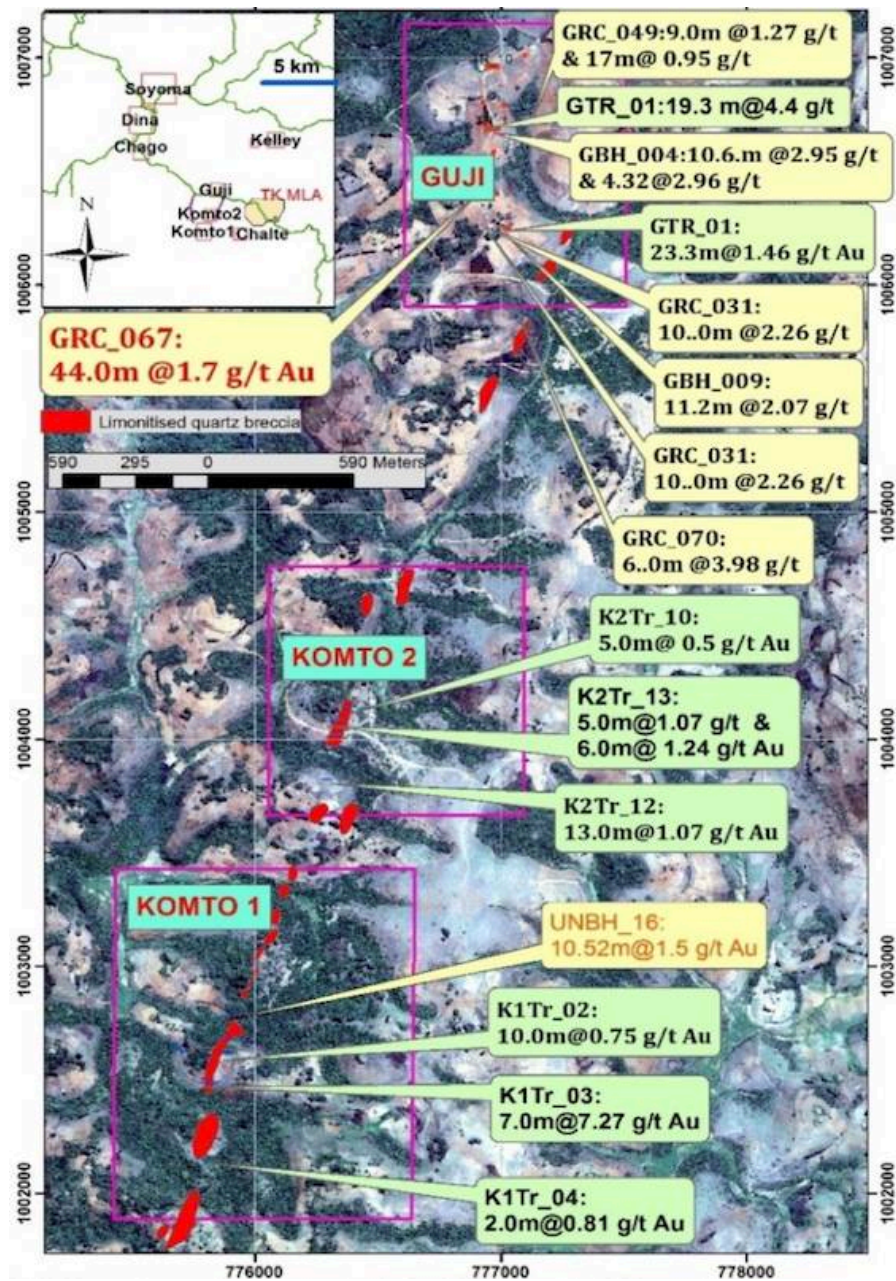 1007000
1006000
1005000
1004000
1003000
1002000
5 km
Soyoma
Dina
Chago
Kelley
Guji
TK MLA
Komto2
Komto1
Chalte
N
GRC_049:9.0m @1.27 g/t
& 17m@ 0.95 g/t
GTR_01:19.3 m@4.4 g/t
GBH_004:10.6.m @2.95 g/t
& 4.32@2.96 g/t
GUJI
GTR_01:
23.3m@1.46 g/t Au
GRC_031:
10..0m @2.26 g/t
GRC_067:
44.0m @1.7 g/t Au
GBH_009:
11.2m @2.07 g/t
Limonitised quartz breccia
GRC_031:
10..0m @2.26 g/t
590 295 0 590 Meters
GRC_070:
6..0m @3.98 g/t
K2Tr_10:
5.0m@ 0.5 g/t Au
KOMTO 2
K2Tr_13:
5.0m@1.07 g/t &
6.0m@ 1.24 g/t Au
K2Tr_12:
13.0m@1.07 g/t Au
KOMTO 1
UNBH_16:
10.52m@1.5 g/t Au
K1Tr_02:
10.0m@0.75 g/t Au
K1Tr_03:
7.0m@7.27 g/t Au
K1Tr_04:
2.0m@0.81 g/t Au
1007000
1006000
1005000
1004000
1003000
1002000
776000 777000 778000